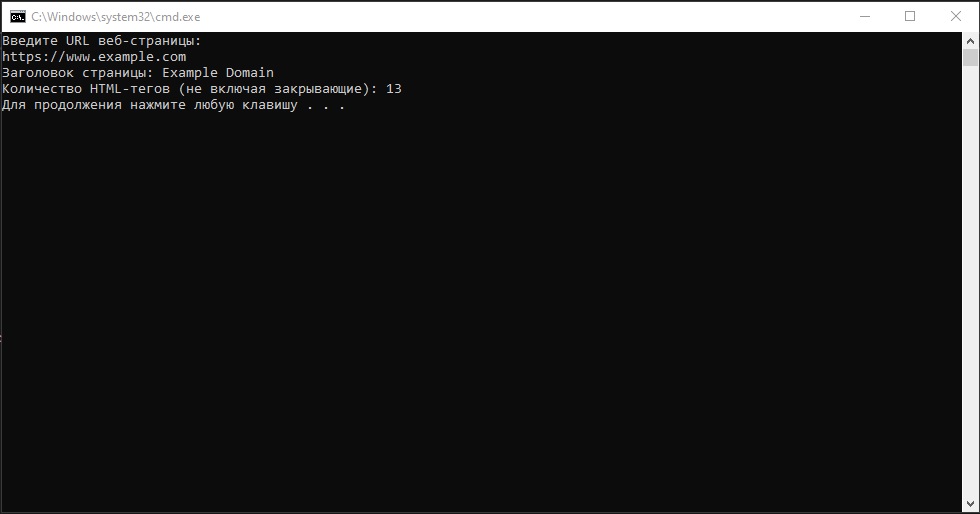 C:\Windows\system32\cmd.exe
Введите URL веб-страницы:
https://www.example.com
Заголовок страницы: Example Domain
Количество HTML-тегов (не включая закрывающие): 13
Для продолжения нажмите любую клавишу . . .